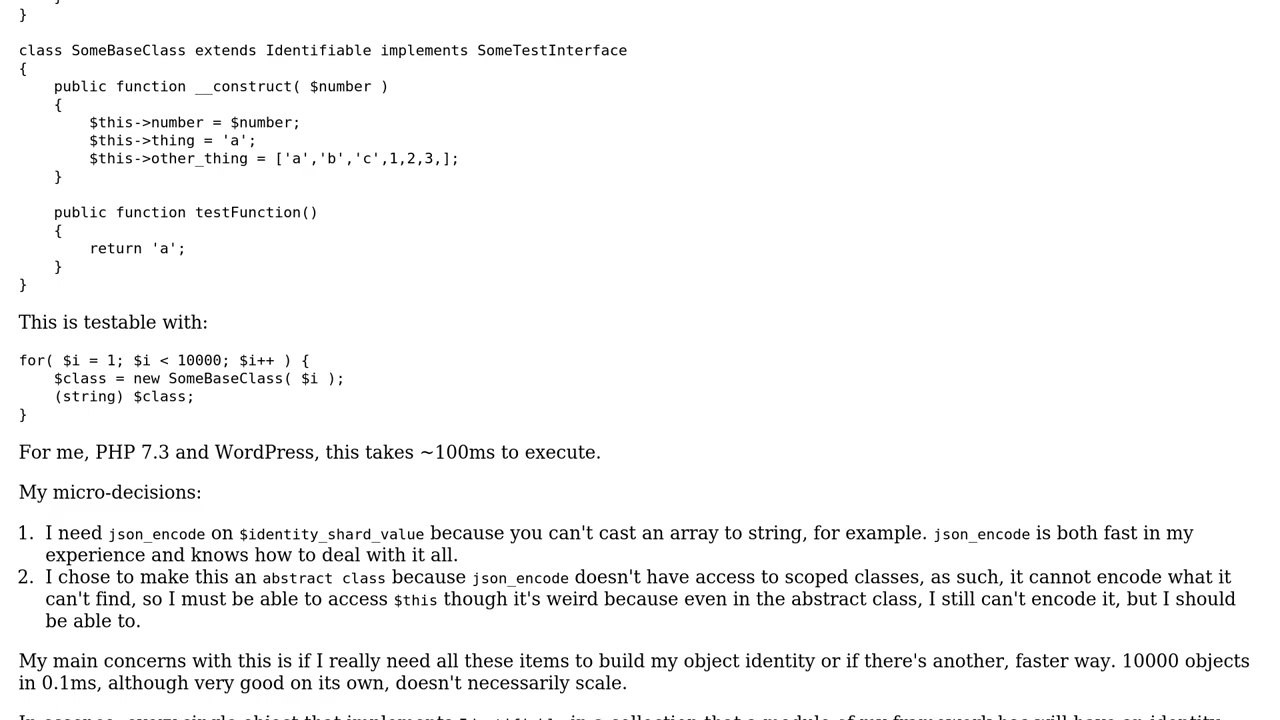 }
class SomeBaseClass extends Identifiable implements SomeTestInterface
{
    public function __construct( $number )
    {
        $this->number = $number;
        $this->thing = 'a';
        $this->other_thing = ['a','b','c',1,2,3,];
    }
    public function testFunction()
    {
        return 'a';
    }
}
This is testable with:
for( $i = 1; $i < 10000; $i++ ) {
    $class = new SomeBaseClass( $i );
    (string) $class;
}
For me, PHP 7.3 and WordPress, this takes ~100ms to execute.
My micro-decisions:
1. I need json_encode on $identity_shard_value because you can't cast an array to string, for example. json_encode is both fast in my
experience and knows how to deal with it all.
2. I chose to make this an abstract class because json_encode doesn't have access to scoped classes, as such, it cannot encode what it
can't find, so I must be able to access $this though it's weird because even in the abstract class, I still can't encode it, but I should
be able to.
My main concerns with this is if I really need all these items to build my object identity or if there's another, faster way. 10000 objects
in 0.1ms, although very good on its own, doesn't necessarily scale.